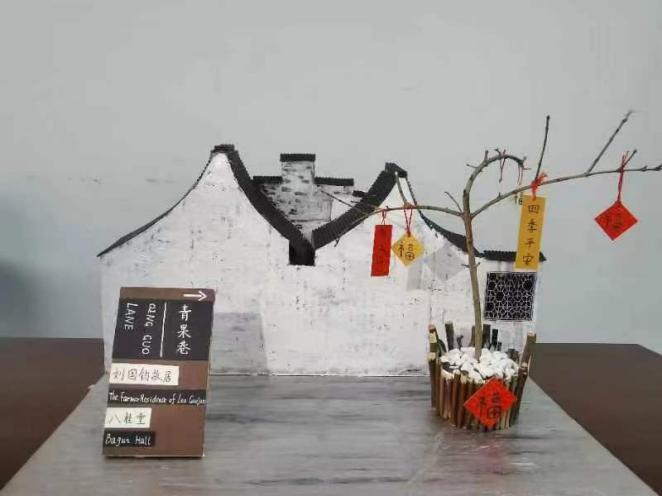 青果巷
QING GUO
LANE
刘国钧故居
The Former Residence of Liu Guojun
八桂堂
Bagui Hall
福
四季平安
福
福